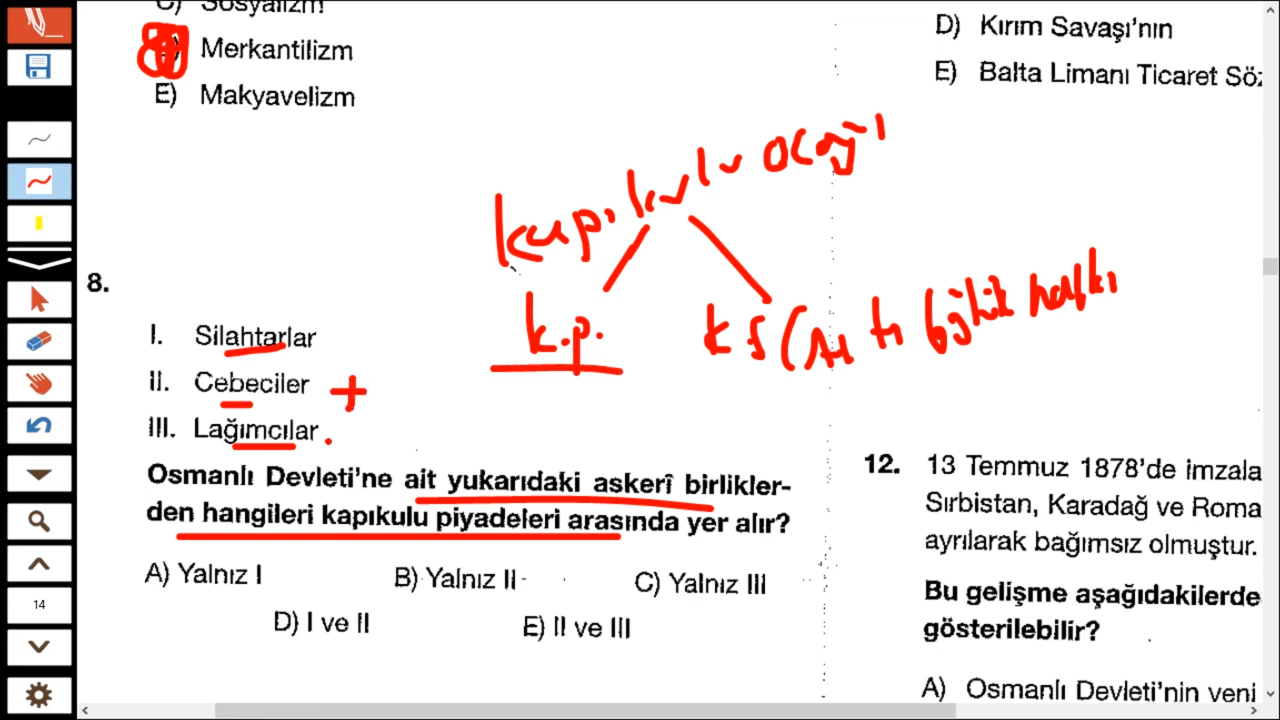 C) Sosyalizm
Merkantilizm
E) Makyavelizm
D) Kırım Savaşı’nın
E) Balta Limanı Ticaret Söz
kapı kulu ocağı
k.p.
8.
I. Silahtarlar
II. Cebeciler +
III. Lağımcılar
Osmanlı Devleti’ne ait yukarıdaki askerî birlikler-
den hangileri kapıkulu piyadeleri arasında yer alır?
A) Yalnız I
B) Yalnız II
C) Yalnız III
D) I ve II
E) II ve III
12. 13 Temmuz 1878’de imzala
Sırbistan, Karadağ ve Roma
ayrılarak bağımsız olmuştur.
Bu gelişme aşağıdakilerde
gösterilebilir?
A) Osmanlı Devleti’nin yeni
14